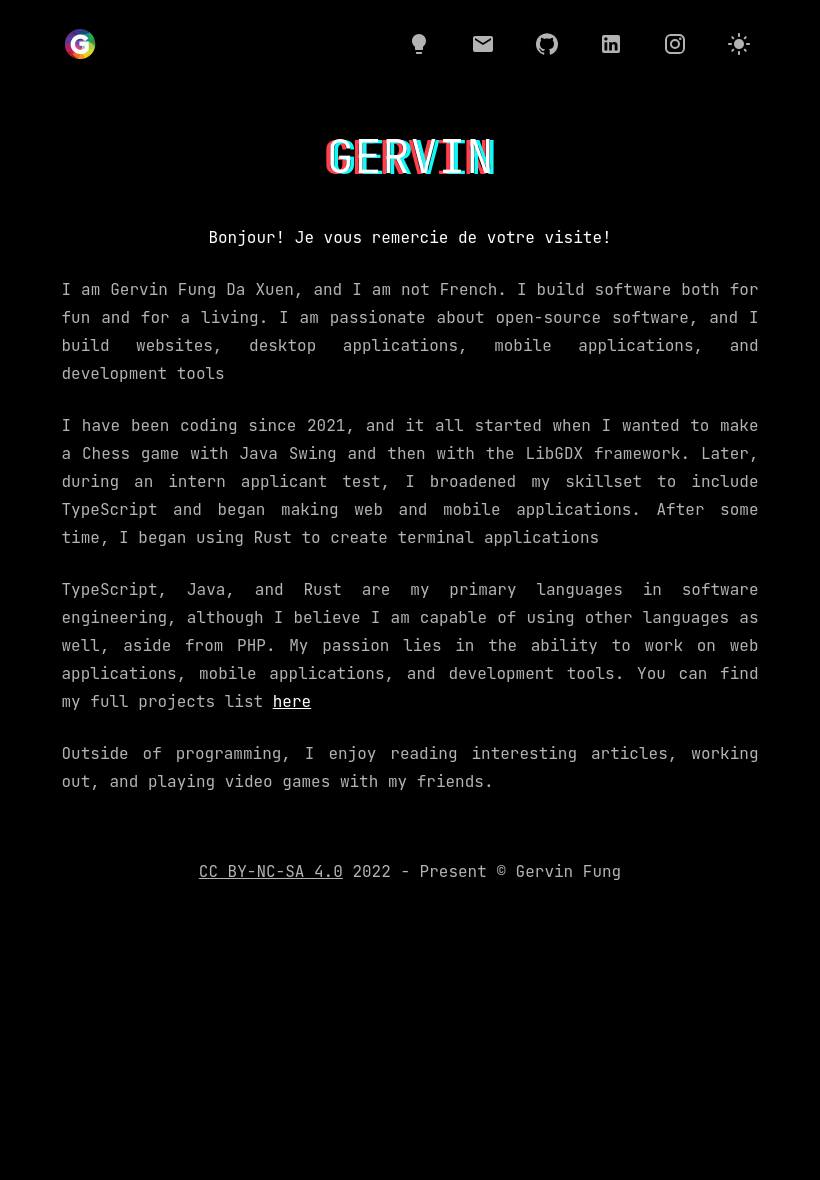 G
GERVIN
Bonjour! Je vous remercie de votre visite!
I am Gervin Fung Da Xuen, and I am not French. I build software both for
fun and for a living. I am passionate about open-source software, and I
build websites, desktop applications, mobile applications, and
development tools
I have been coding since 2021, and it all started when I wanted to make
a Chess game with Java Swing and then with the LibGDX framework. Later,
during an intern applicant test, I broadened my skillset to include
TypeScript and began making web and mobile applications. After some
time, I began using Rust to create terminal applications
TypeScript, Java, and Rust are my primary languages in software
engineering, although I believe I am capable of using other languages as
well, aside from PHP. My passion lies in the ability to work on web
applications, mobile applications, and development tools. You can find
my full projects list here
Outside of programming, I enjoy reading interesting articles, working
out, and playing video games with my friends.
CC BY-NC-SA 4.0 2022 - Present © Gervin Fung